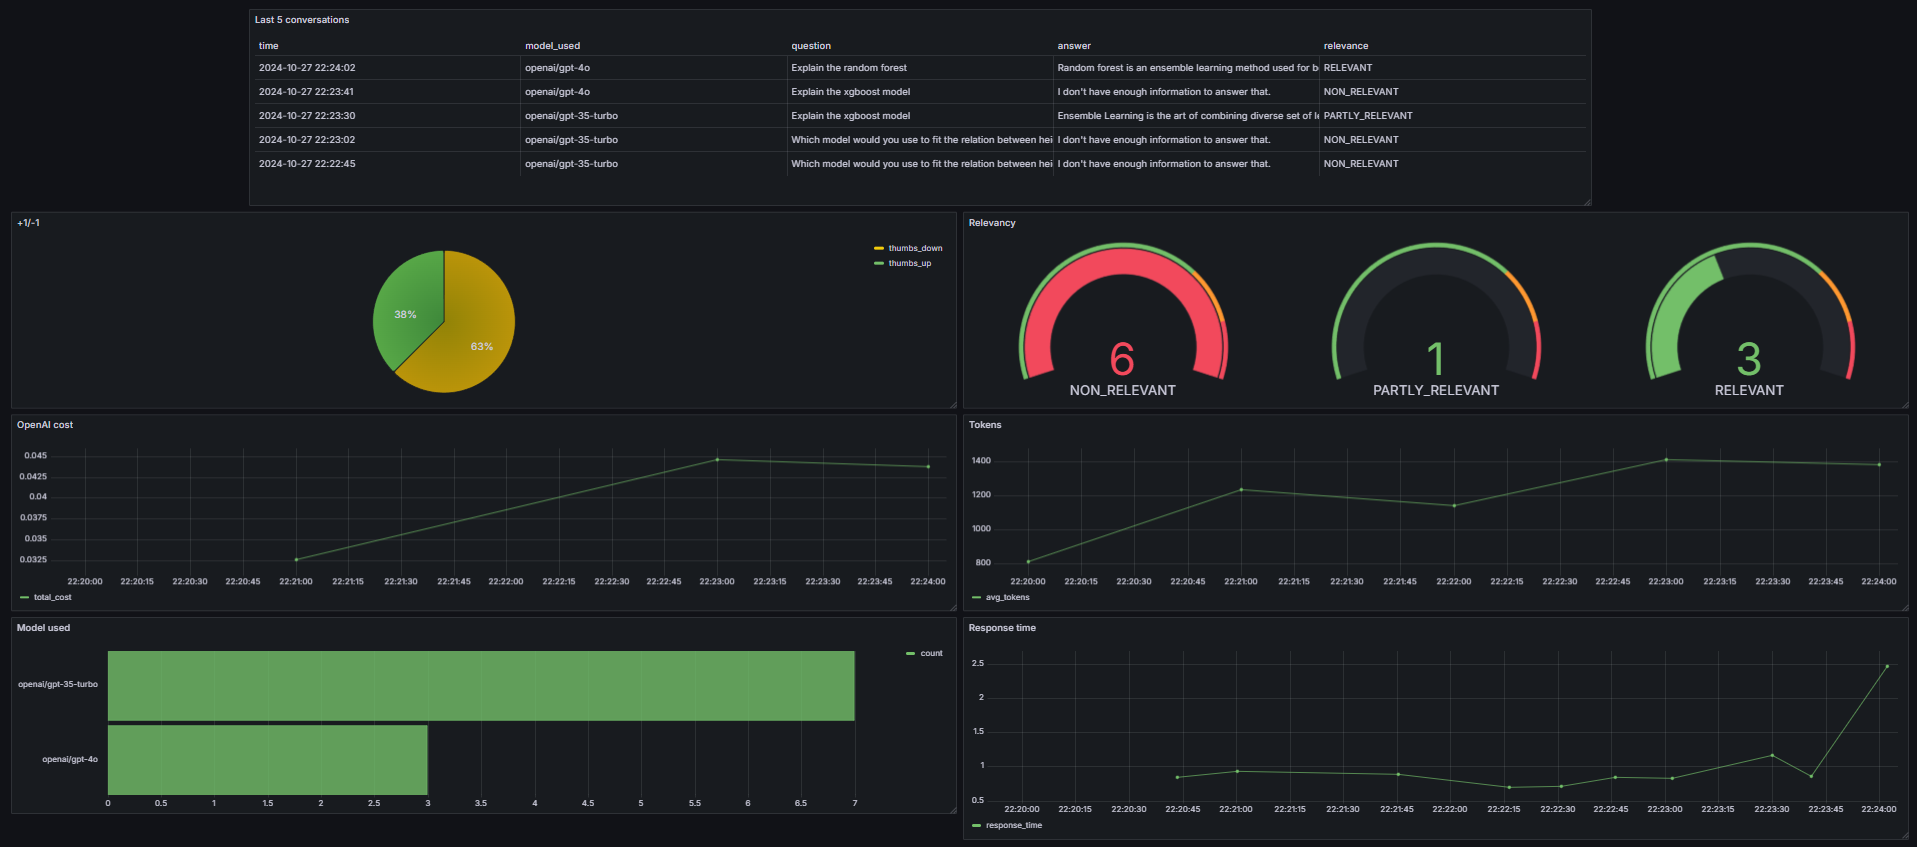 Last 5 conversations
time model_used question answer relevance
2024-10-27 22:24:02 openai/gpt-4o Explain the random forest Random forest is an ensemble learning method used for b RELEVANT
2024-10-27 22:23:41 openai/gpt-4o Explain the xgboost model I don't have enough information to answer that. NON_RELEVANT
2024-10-27 22:23:30 openai/gpt-35-turbo Explain the xgboost model Ensemble Learning is the art of combining diverse set of le PARTLY_RELEVANT
2024-10-27 22:23:02 openai/gpt-35-turbo Which model would you use to fit the relation between hei I don't have enough information to answer that. NON_RELEVANT
2024-10-27 22:22:45 openai/gpt-35-turbo Which model would you use to fit the relation between hei I don't have enough information to answer that. NON_RELEVANT
+1/-1
thumbs_down
thumbs_up
38%
63%
Relevancy
6 1 3
NON_RELEVANT PARTLY_RELEVANT RELEVANT
OpenAI cost
0.045
0.0425
0.04
0.0375
0.035
0.0325
22:20:00 22:20:15 22:20:30 22:20:45 22:21:00 22:21:15 22:21:30 22:21:45 22:22:00 22:22:15 22:22:30 22:22:45 22:23:00 22:23:15 22:23:30 22:23:45 22:24:00
total_cost
Tokens
1400
1200
1000
800
22:20:00 22:20:15 22:20:30 22:20:45 22:21:00 22:21:15 22:21:30 22:21:45 22:22:00 22:22:15 22:22:30 22:22:45 22:23:00 22:23:15 22:23:30 22:23:45 22:24:00
avg_tokens
Model used
count
openai/gpt-35-turbo
openai/gpt-4o
0 0.5 1 1.5 2 2.5 3 3.5 4 4.5 5 5.5 6 6.5 7
Response time
2.5
2
1.5
1
0.5
22:20:00 22:20:15 22:20:30 22:20:45 22:21:00 22:21:15 22:21:30 22:21:45 22:22:00 22:22:15 22:22:30 22:22:45 22:23:00 22:23:15 22:23:30 22:23:45 22:24:00
response_time